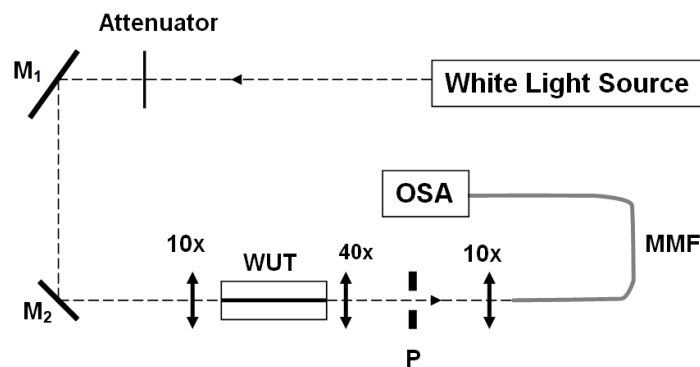 Attenuator
M₁
White Light Source
OSA
MMF
10x
WUT
40x
10x
M₂
P